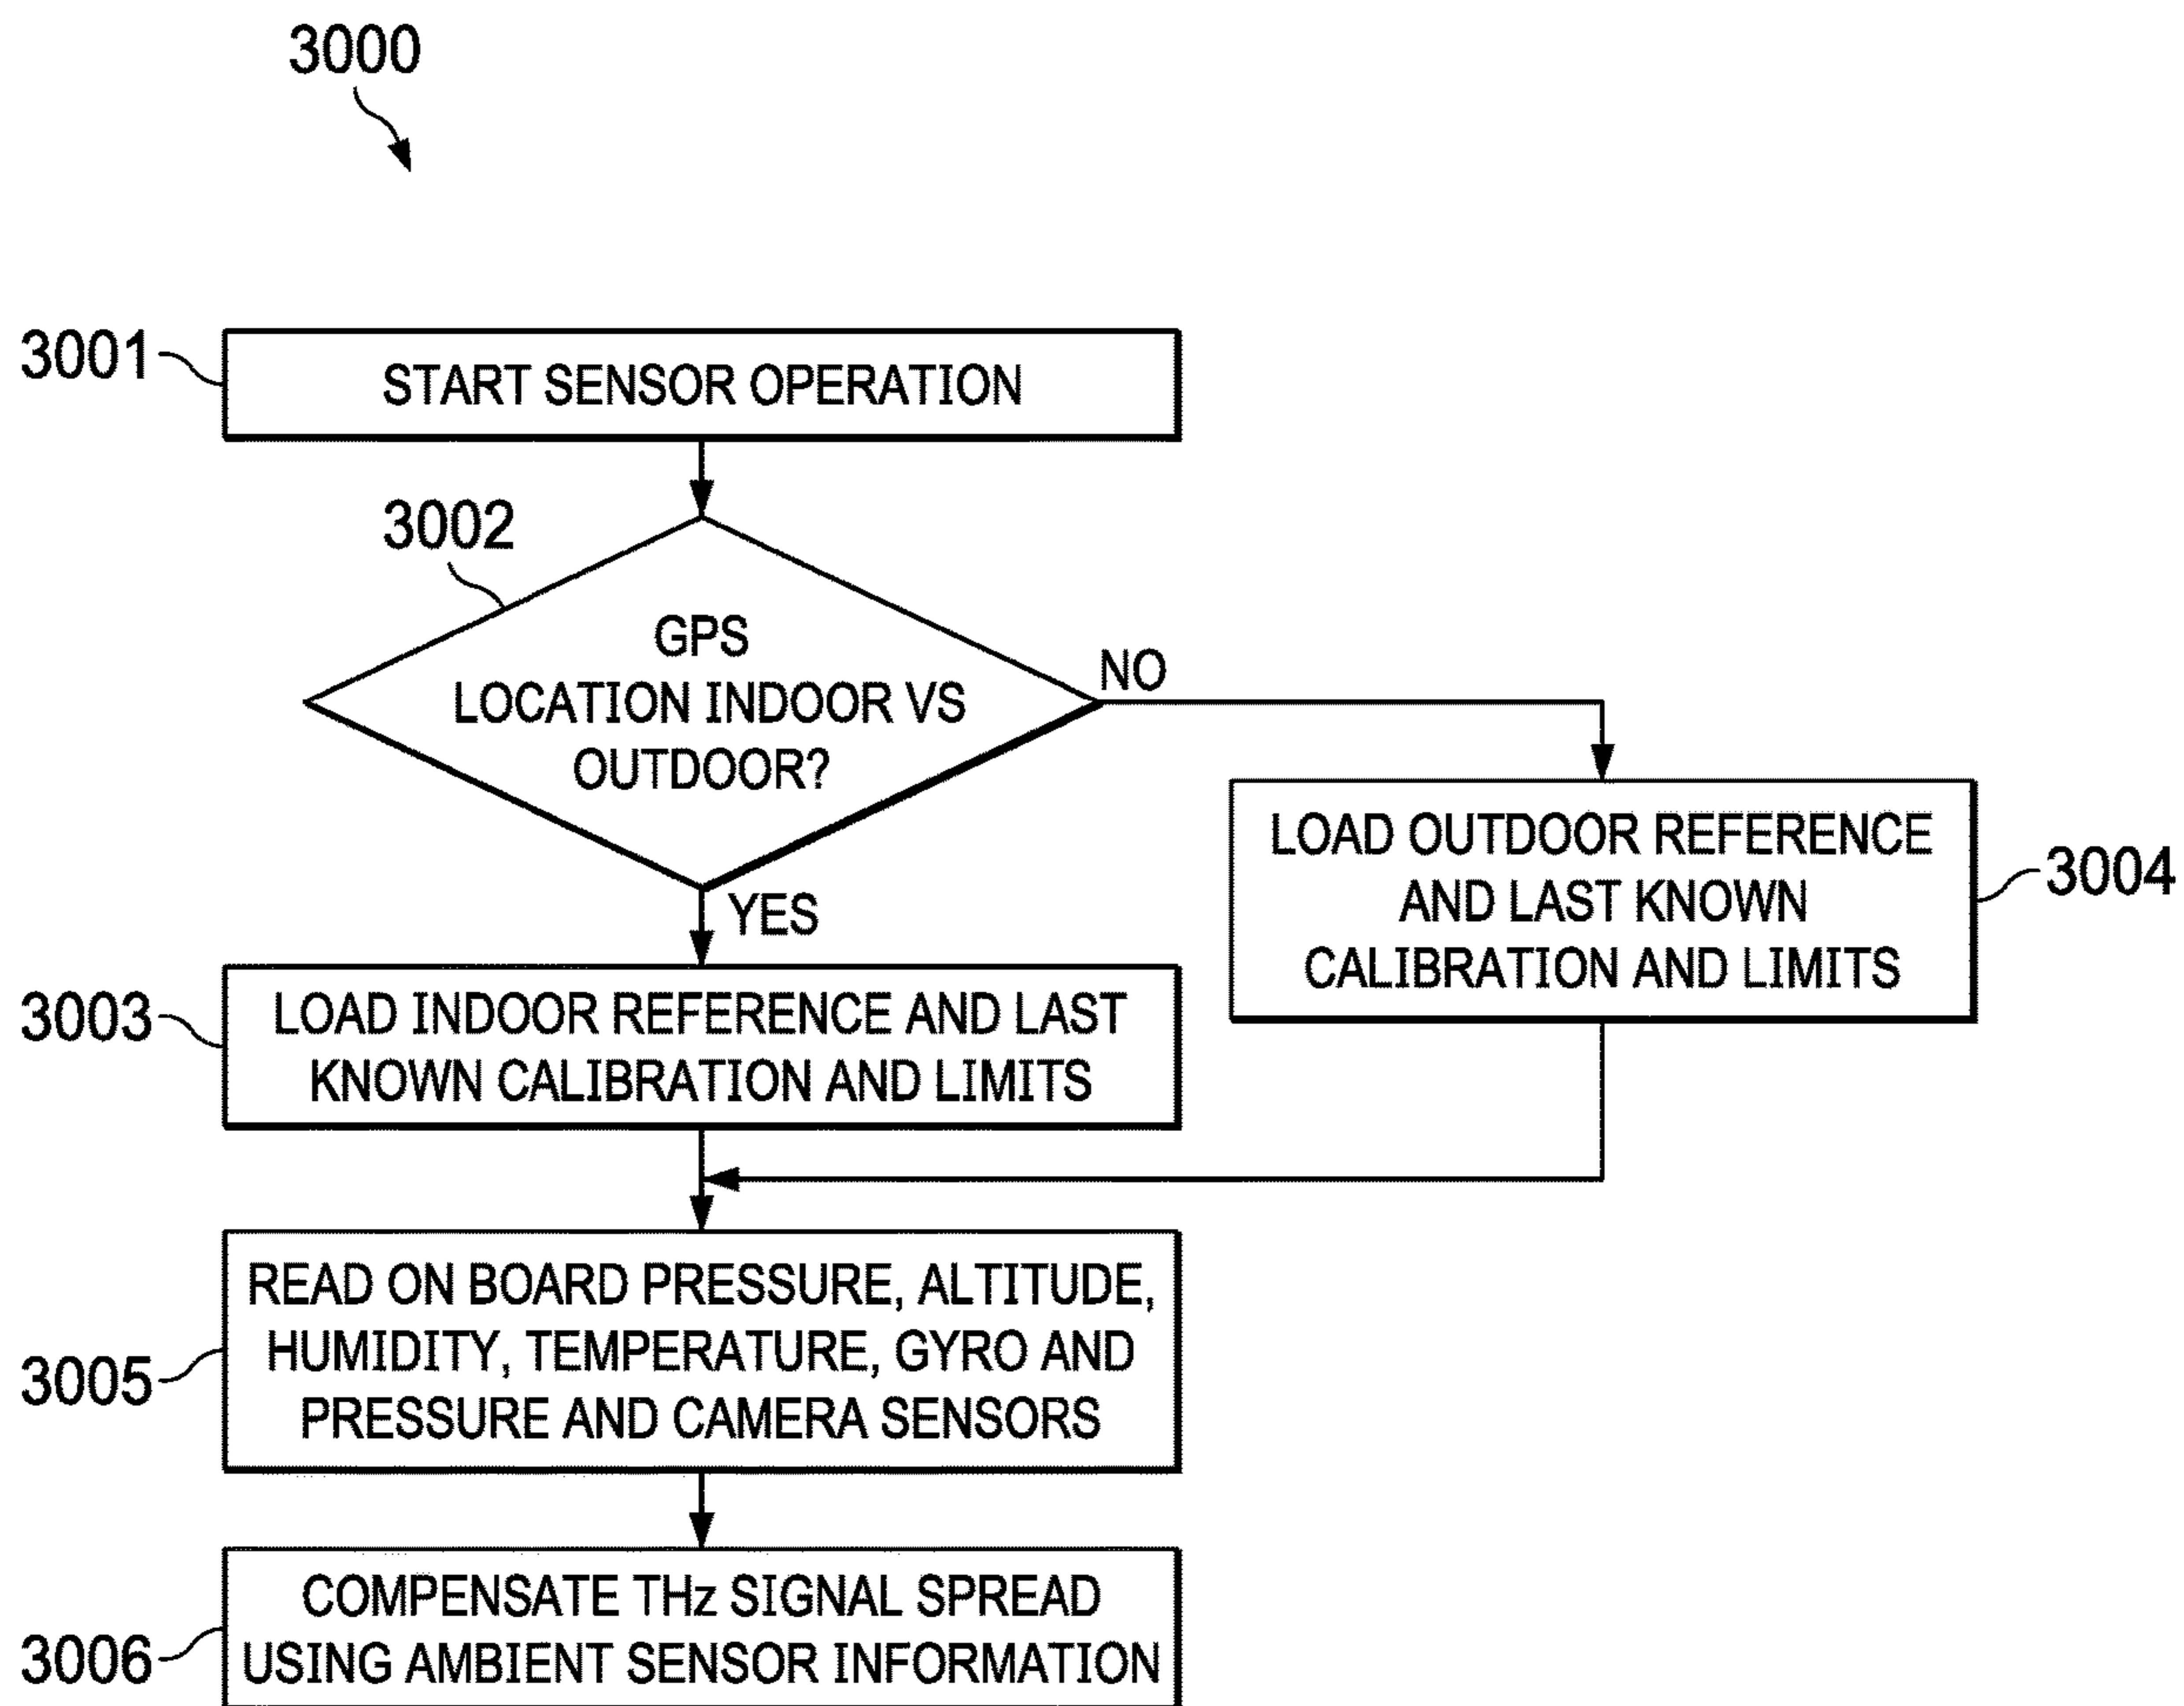 3000
3001
START SENSOR OPERATION
3002
GPS
LOCATION INDOOR VS
OUTDOOR?
NO
YES
LOAD OUTDOOR REFERENCE
AND LAST KNOWN
CALIBRATION AND LIMITS
3004
3003
LOAD INDOOR REFERENCE AND LAST
KNOWN CALIBRATION AND LIMITS
3005
READ ON BOARD PRESSURE, ALTITUDE,
HUMIDITY, TEMPERATURE, GYRO AND
PRESSURE AND CAMERA SENSORS
3006
COMPENSATE THz SIGNAL SPREAD
USING AMBIENT SENSOR INFORMATION